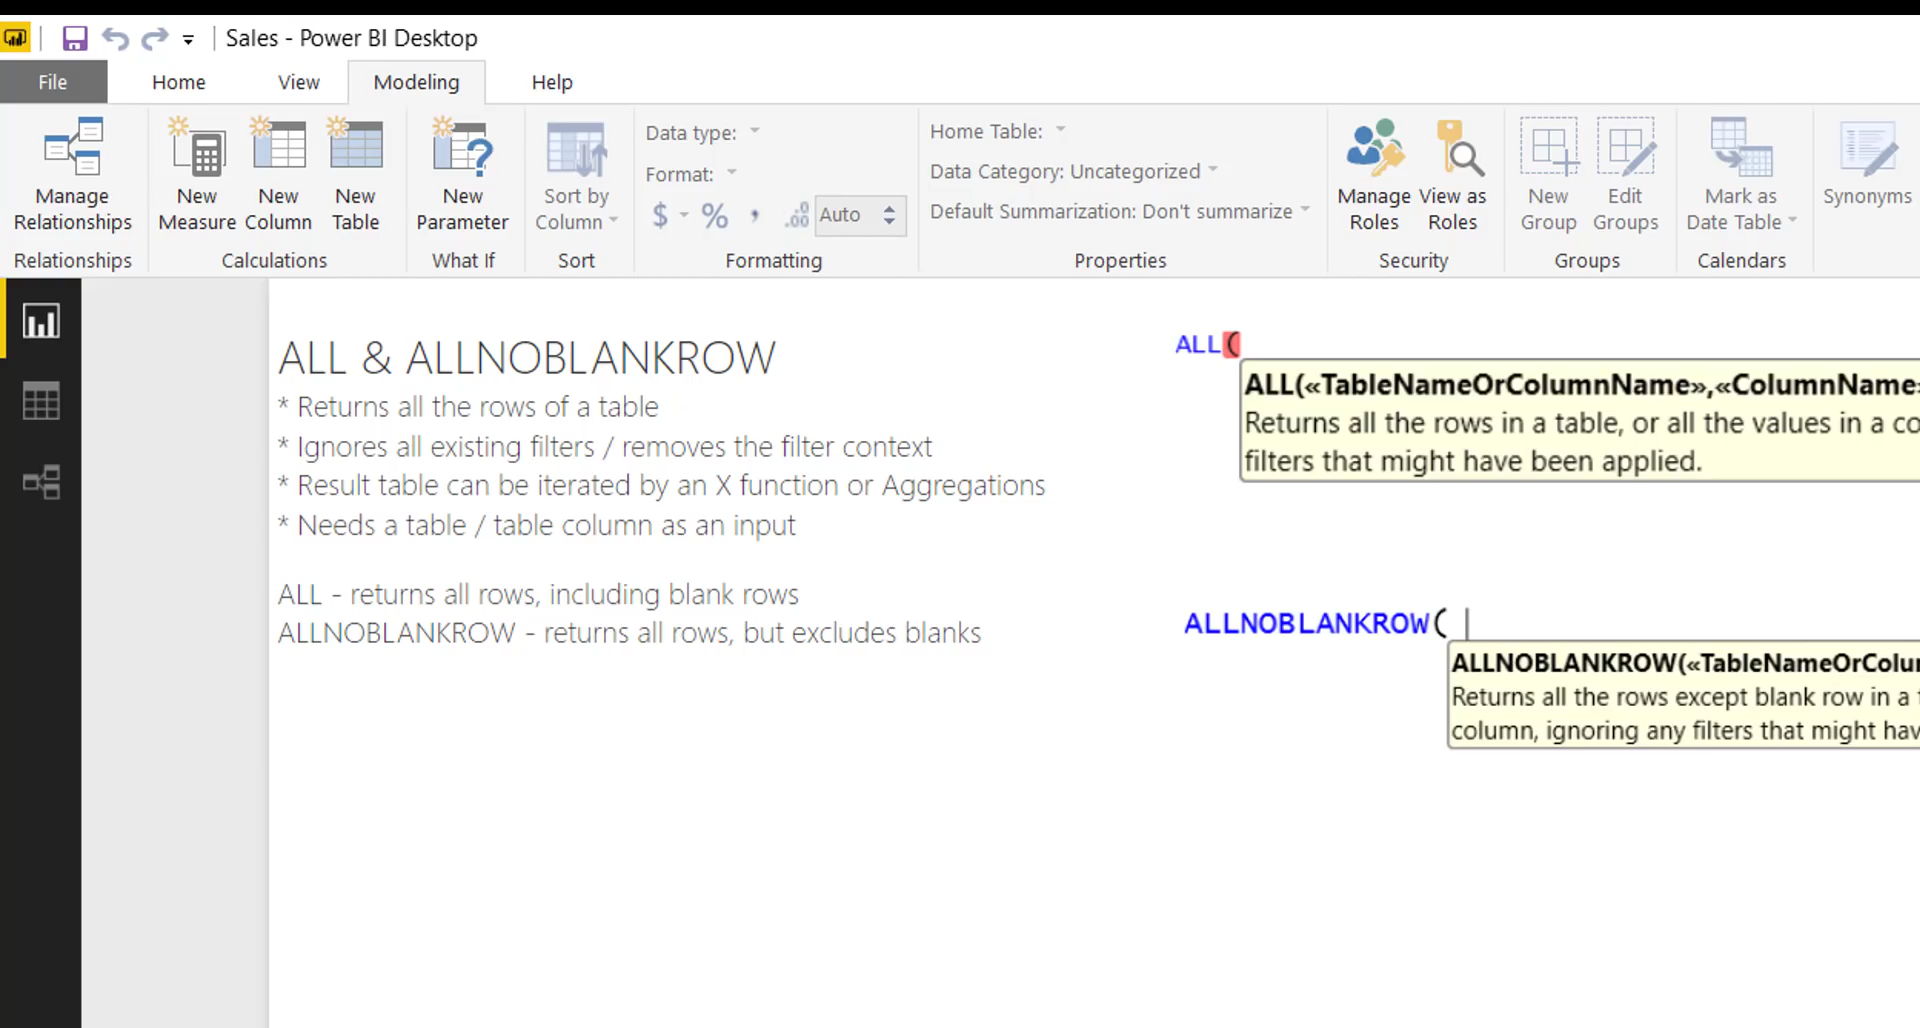 Sales - Power BI Desktop
File Home View Modeling Help
Manage Relationships
New Measure
New Column
New Table
New Parameter
Sort by Column
Data type:
Format:
$ % , .00 Auto
Home Table:
Data Category: Uncategorized
Default Summarization: Don't summarize
Manage Roles
View as Roles
New Group
Edit Groups
Mark as Date Table
Synonyms
Relationships Calculations What If Sort Formatting Properties Security Groups Calendars
ALL & ALLNOBLANKROW
* Returns all the rows of a table
* Ignores all existing filters / removes the filter context
* Result table can be iterated by an X function or Aggregations
* Needs a table / table column as an input
ALL - returns all rows, including blank rows
ALLNOBLANKROW - returns all rows, but excludes blanks
ALL(
ALL(«TableNameOrColumnName»,«ColumnName»
Returns all the rows in a table, or all the values in a co
filters that might have been applied.
ALLNOBLANKROW(
ALLNOBLANKROW(«TableNameOrColu
Returns all the rows except blank row in a
column, ignoring any filters that might hav